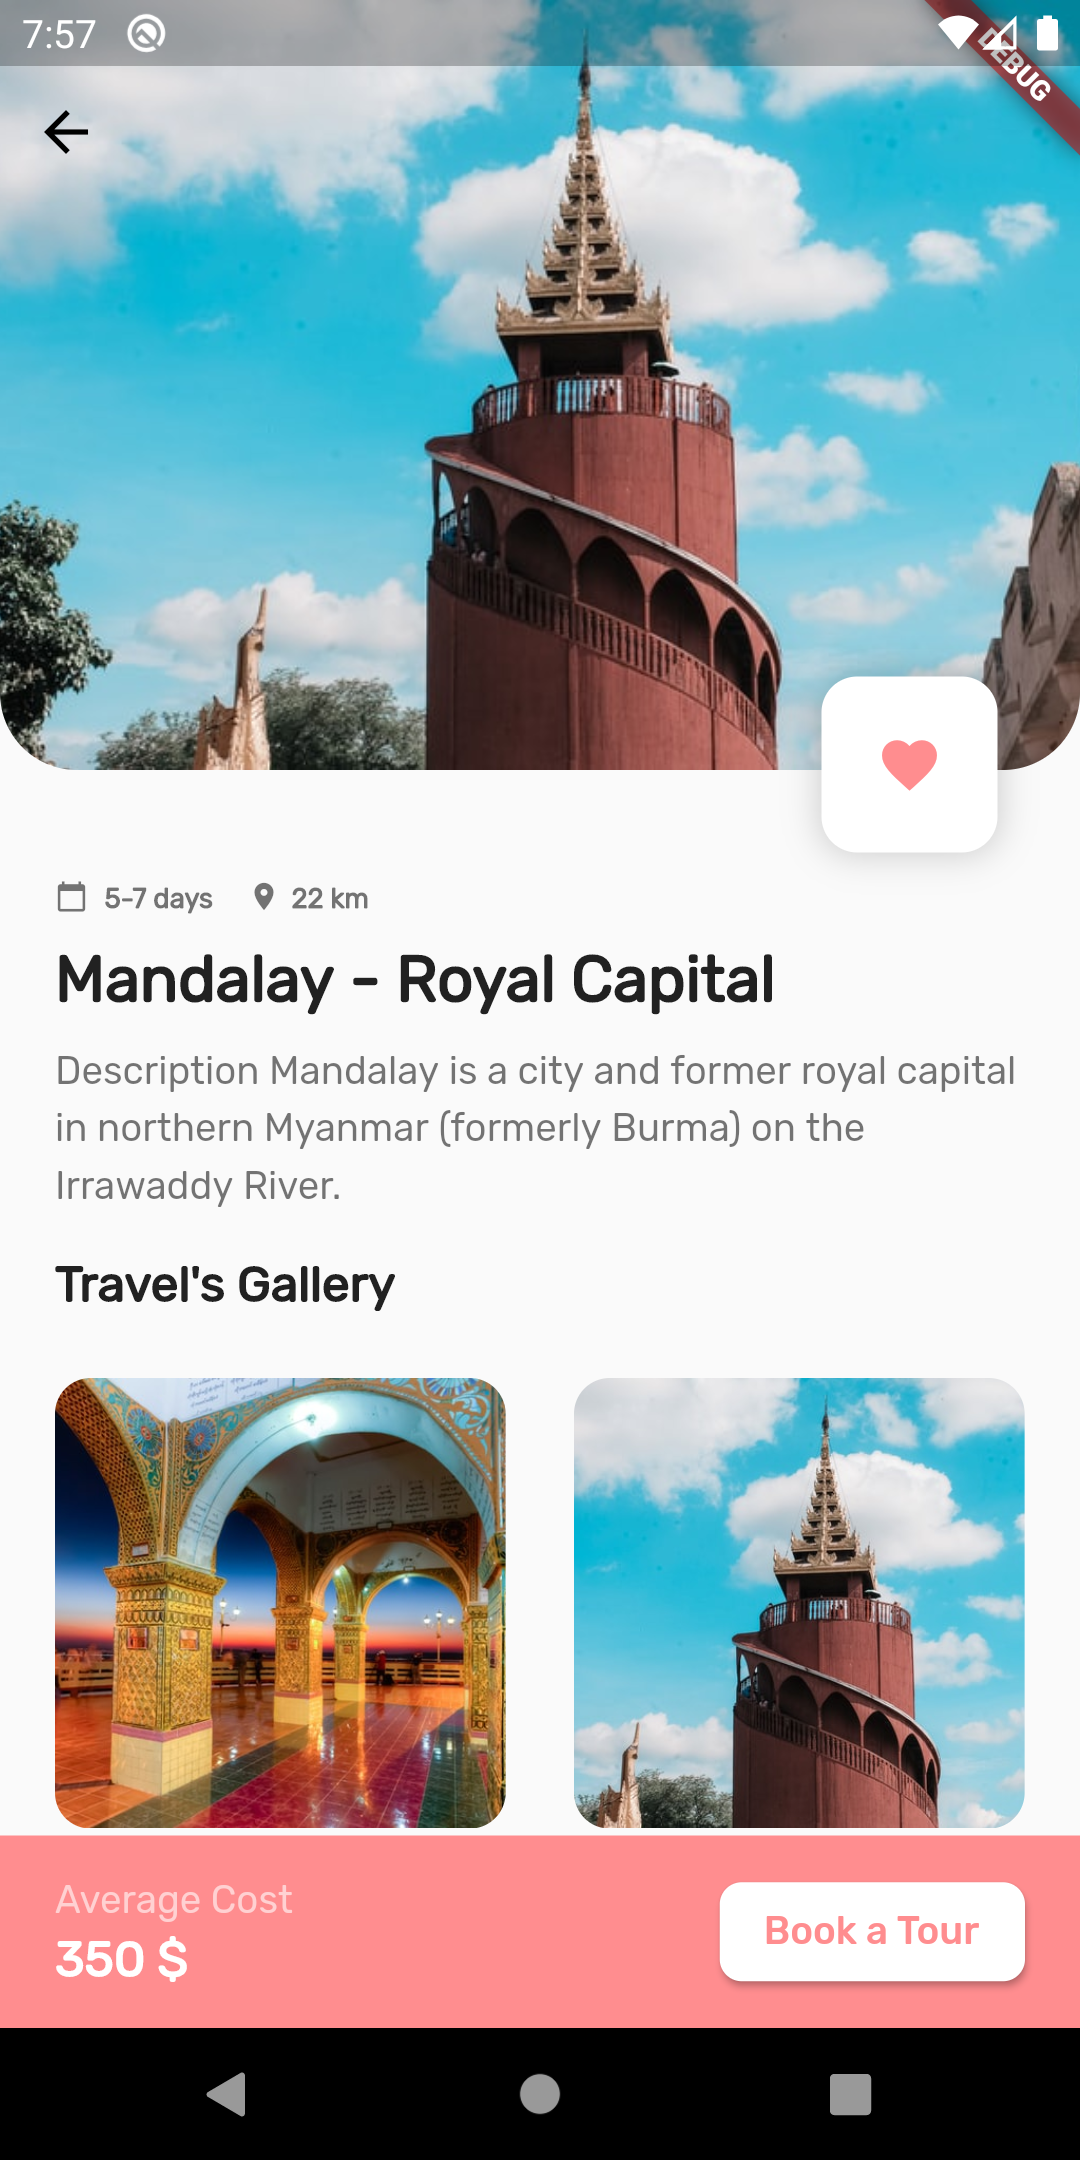 7:57
DEBUG
5-7 days 22 km
Mandalay - Royal Capital
Description Mandalay is a city and former royal capital
in northern Myanmar (formerly Burma) on the
Irrawaddy River.
Travel's Gallery
Average Cost
350 $
Book a Tour